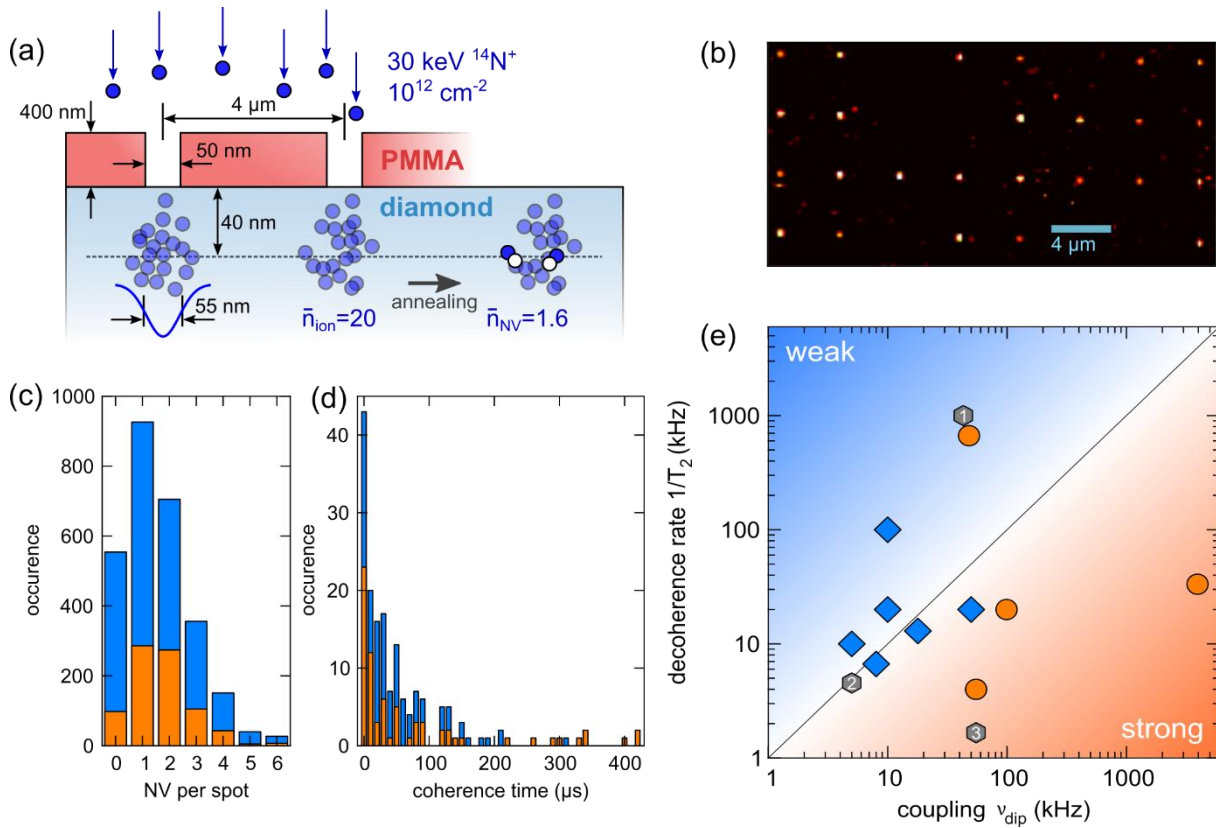 (a)
30 keV ¹⁴N⁺
10¹² cm⁻²
400 nm
4 µm
50 nm
PMMA
diamond
40 nm
annealing
55 nm
n̄ion=20
n̄NV=1.6
(b)
4 µm
(c)
1000
800
600
400
200
0
occurence
0 1 2 3 4 5 6
NV per spot
(d)
40
30
20
10
0
occurence
0 100 200 300 400
coherence time (µs)
(e)
weak
strong
1000
100
10
1
decoherence rate 1/T₂ (kHz)
1
2
3
1 10 100 1000
coupling νdip (kHz)